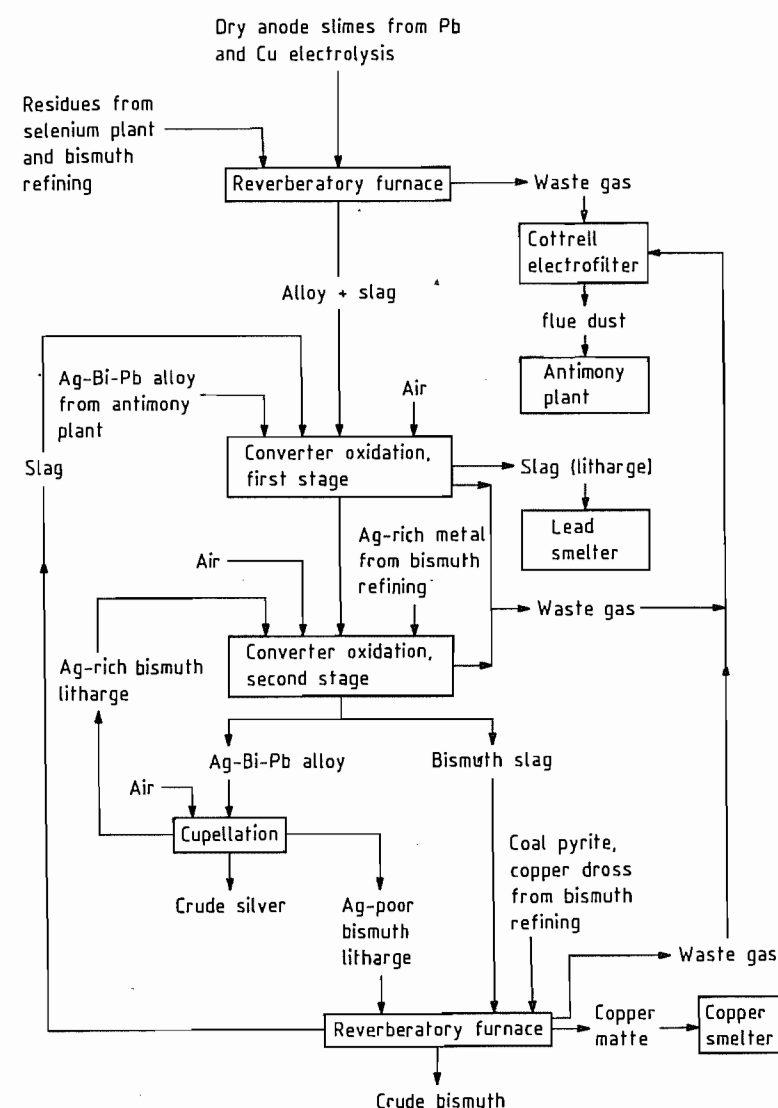 Dry anode slimes from Pb
and Cu electrolysis
Residues from
selenium plant
and bismuth
refining
Reverberatory furnace
Waste gas
Cottrell
electrofilter
Alloy + slag
flue dust
Ag-Bi-Pb alloy
from antimony
plant
Air
Antimony
plant
Slag
Converter oxidation,
first stage
Slag (litharge)
Lead
smelter
Air
Ag-rich metal
from bismuth
refining
Waste gas
Ag-rich bismuth
litharge
Converter oxidation,
second stage
Ag-Bi-Pb alloy
Bismuth slag
Air
Cupellation
Coal pyrite,
copper dross
from bismuth
refining
Crude silver
Ag-poor
bismuth
litharge
Waste gas
Reverberatory furnace
Copper
matte
Copper
smelter
Crude bismuth